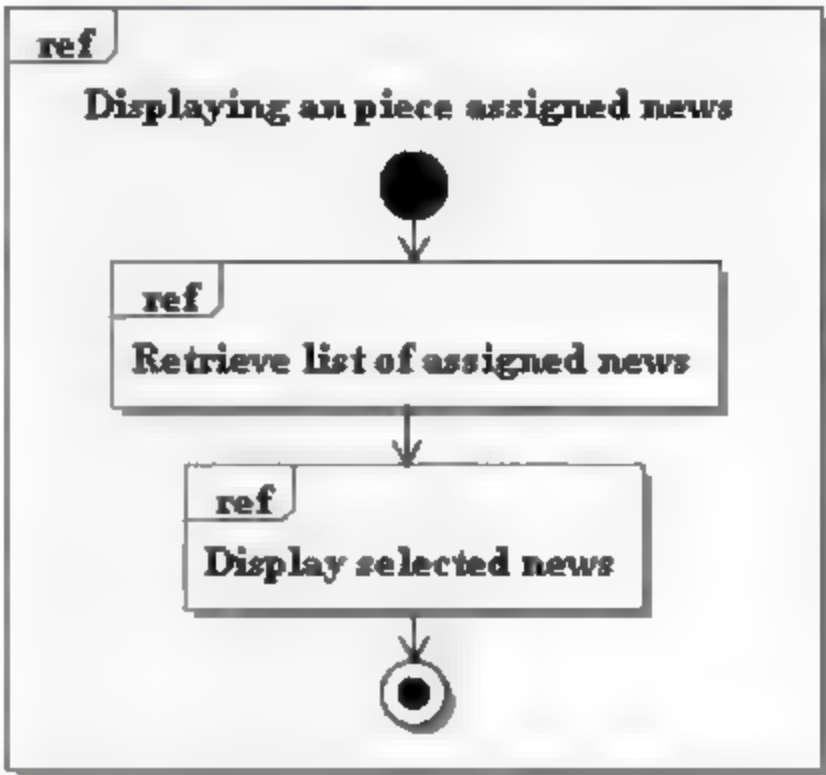 ref
Displaying an piece assigned news
ref
Retrieve list of assigned news
ref
Display selected news